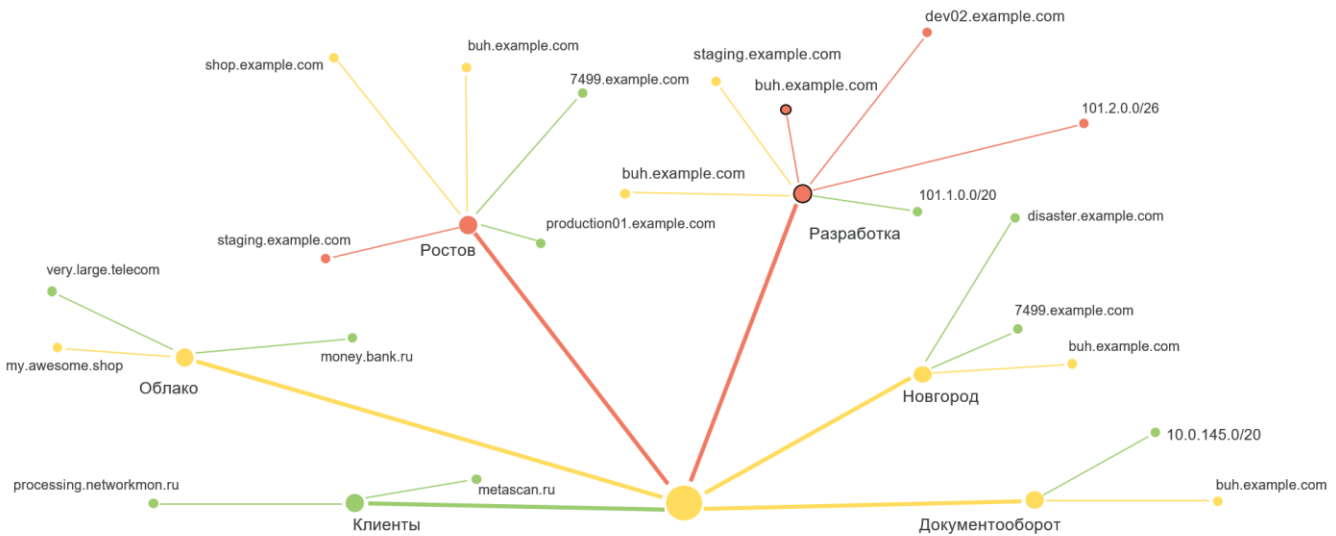 dev02.example.com
buh.example.com
staging.example.com
shop.example.com
7499.example.com
buh.example.com
101.2.0.0/26
buh.example.com
101.1.0.0/20
disaster.example.com
production01.example.com
Разработка
staging.example.com
Ростов
very.large.telecom
7499.example.com
buh.example.com
money.bank.ru
my.awesome.shop
Облако
Новгород
10.0.145.0/20
processing.networkmon.ru
metascan.ru
buh.example.com
Клиенты
Документооборот